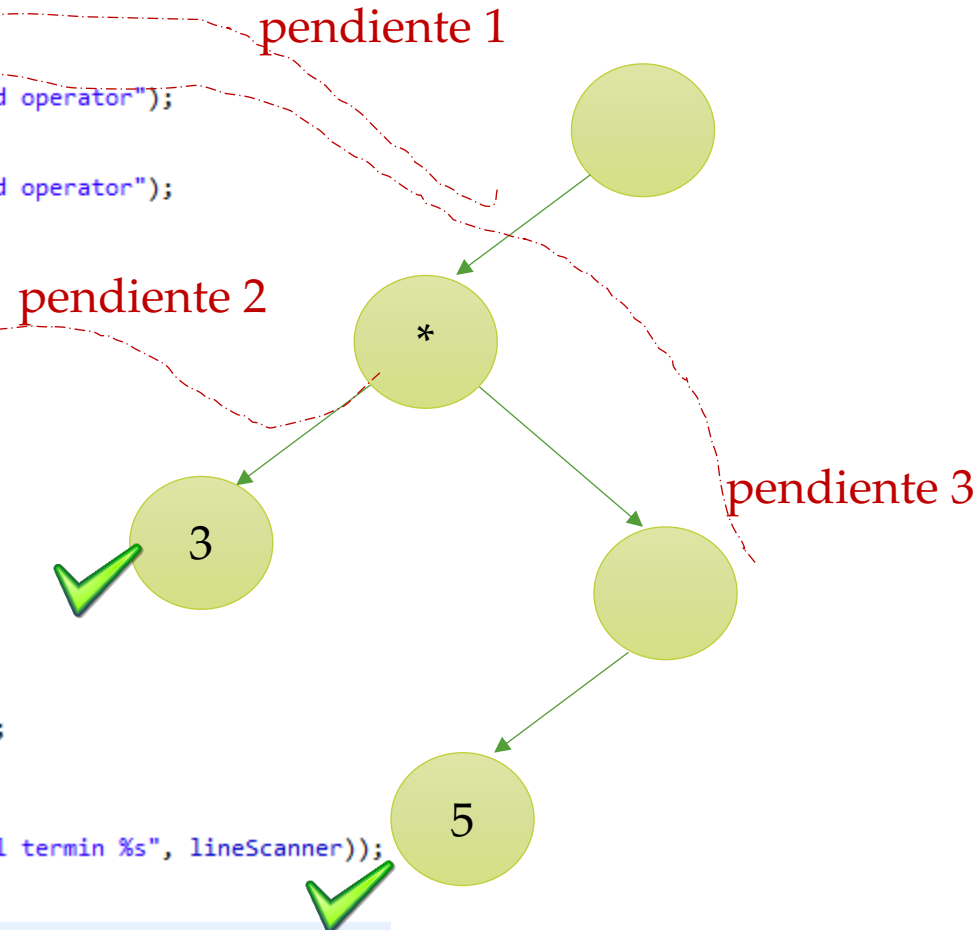 pendiente 1
d operator");
d operator");
pendiente 2
*
pendiente 3
3
;
5
l termin %s", lineScanner));